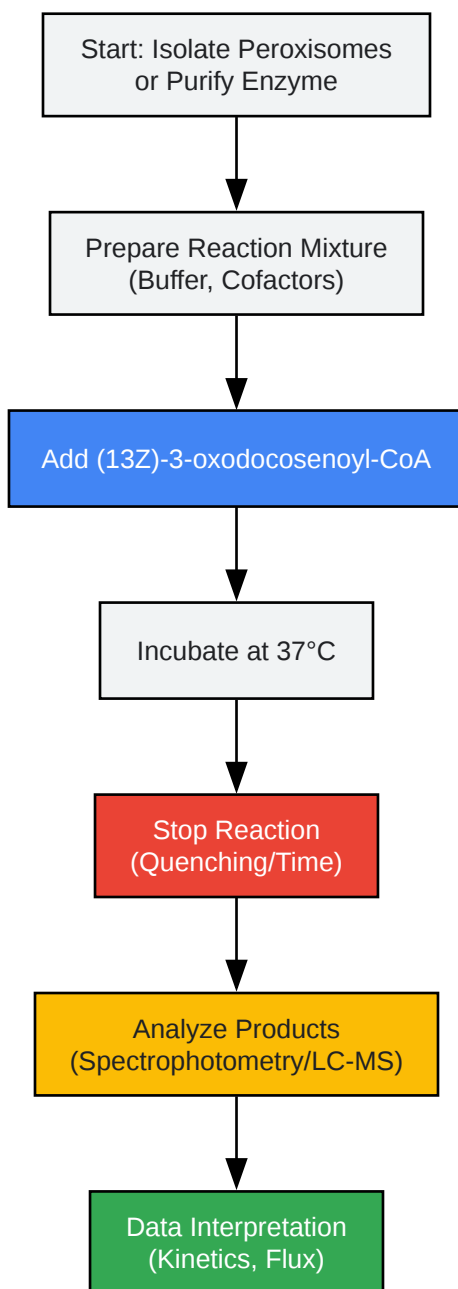 Start: Isolate Peroxisomes
or Purify Enzyme
Prepare Reaction Mixture
(Buffer, Cofactors)
Add (13Z)-3-oxodocosenoyl-CoA
Incubate at 37°C
Stop Reaction
(Quenching/Time)
Analyze Products
(Spectrophotometry/LC-MS)
Data Interpretation
(Kinetics, Flux)